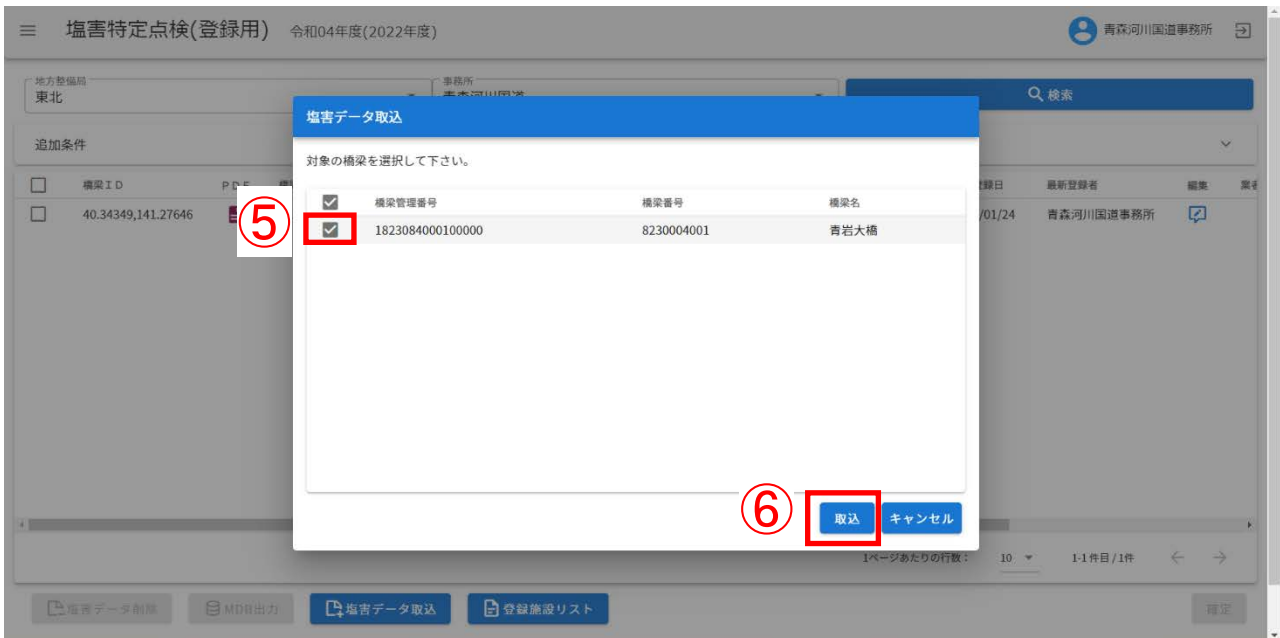 塩害特定点検(登録用) 令和04年度(2022年度) 青森河川国道事務所
地方整備局 事務所
東北 青森河川国道 検索
塩害データ取込
追加条件
対象の橋梁を選択して下さい。
橋梁ID PDF 登録日 最新登録者 編集
橋梁管理番号 橋梁番号 橋梁名
40.34349,141.27646 /01/24 青森河川国道事務所
⑤ 1823084000100000 8230004001 青岩大橋
⑥ 取込 キャンセル
1ページあたりの行数: 10 1-1件目/1件
塩害データ削除 MDB出力 塩害データ取込 登録施設リスト 確定